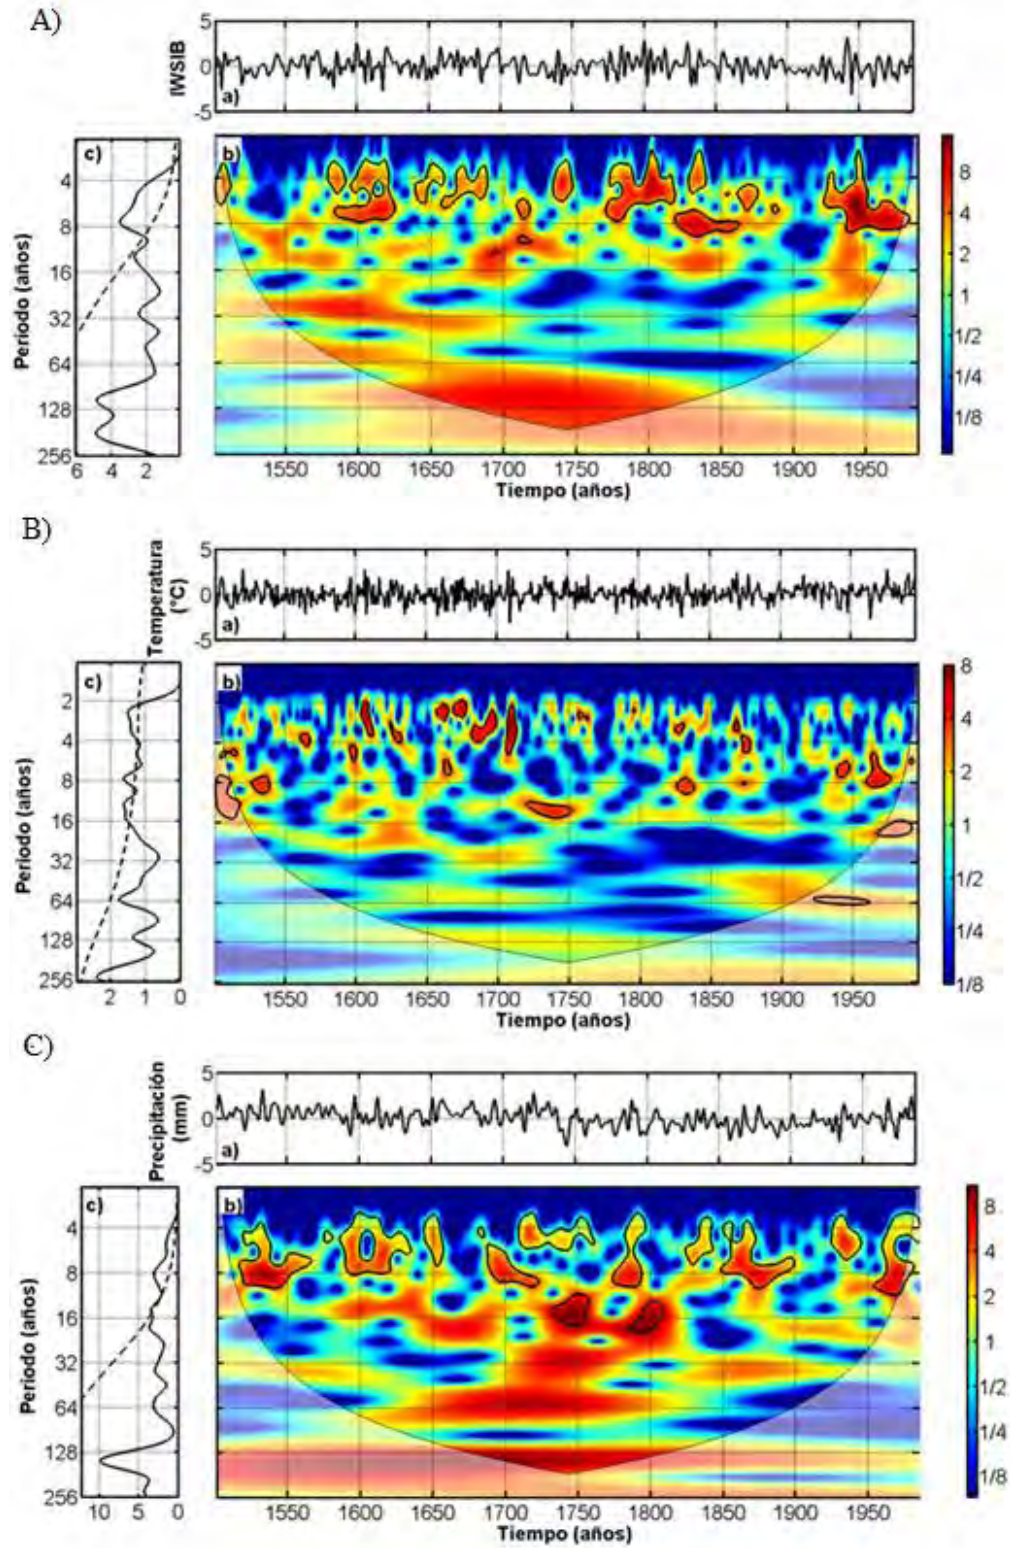 A)
IWSIB
5
0
-5
a)
c)
b)
Periodo (años)
4
8
16
32
64
128
256
6 4 2
1550 1600 1650 1700 1750 1800 1850 1900 1950
Tiempo (años)
8
4
2
1
1/2
1/4
1/8
B)
Temperatura
(°C)
5
0
-5
a)
c)
b)
Periodo (años)
2
4
8
16
32
64
128
256
2 1 0
1550 1600 1650 1700 1750 1800 1850 1900 1950
Tiempo (años)
8
4
2
1
1/2
1/4
1/8
C)
Precipitación
(mm)
5
0
-5
a)
c)
b)
Periodo (años)
4
8
16
32
64
128
256
10 5 0
1550 1600 1650 1700 1750 1800 1850 1900 1950
Tiempo (años)
8
4
2
1
1/2
1/4
1/8